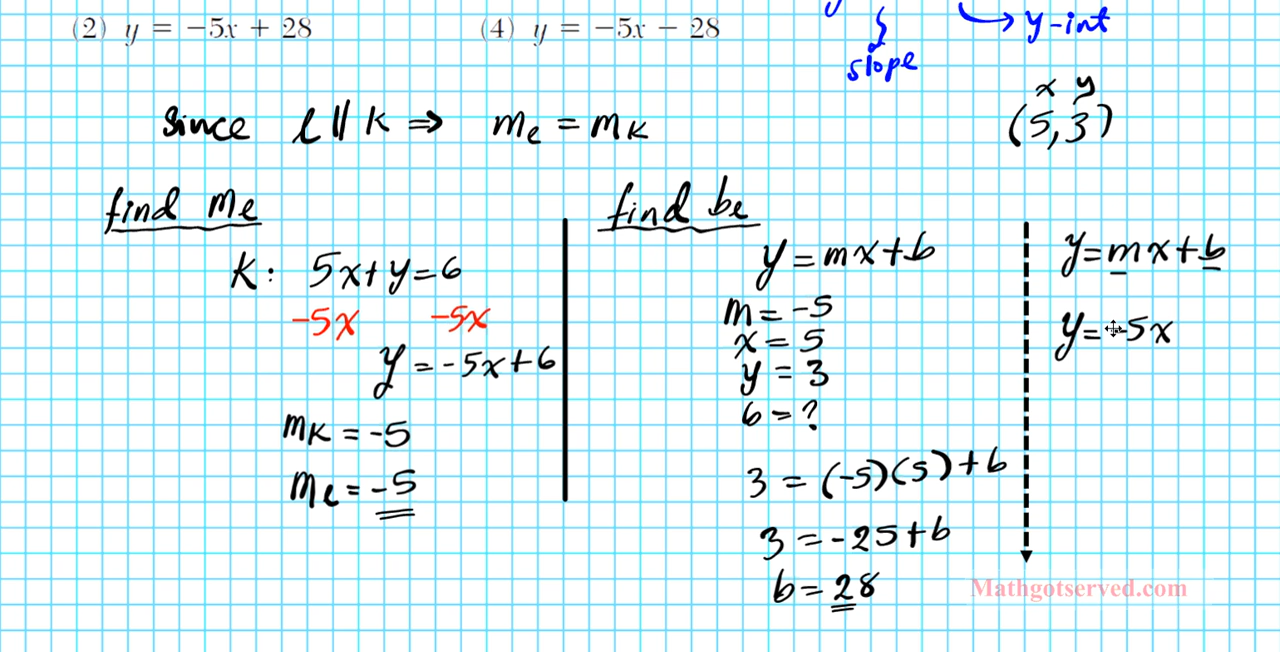 (2) y = −5x + 28
(4) y = −5x − 28
y-int
slope
since l ∥ k ⇒ mℓ = mK
x y
(5, 3)
find mℓ
K: 5x+y=6
-5x -5x
y = -5x+6
mK = -5
mℓ = -5
find bℓ
y = mx+b
m = -5
x = 5
y = 3
b = ?
3 = (-5)(5)+b
3 = -25+b
b = 28
y=mx+b
y=-5x
Mathgotserved.com